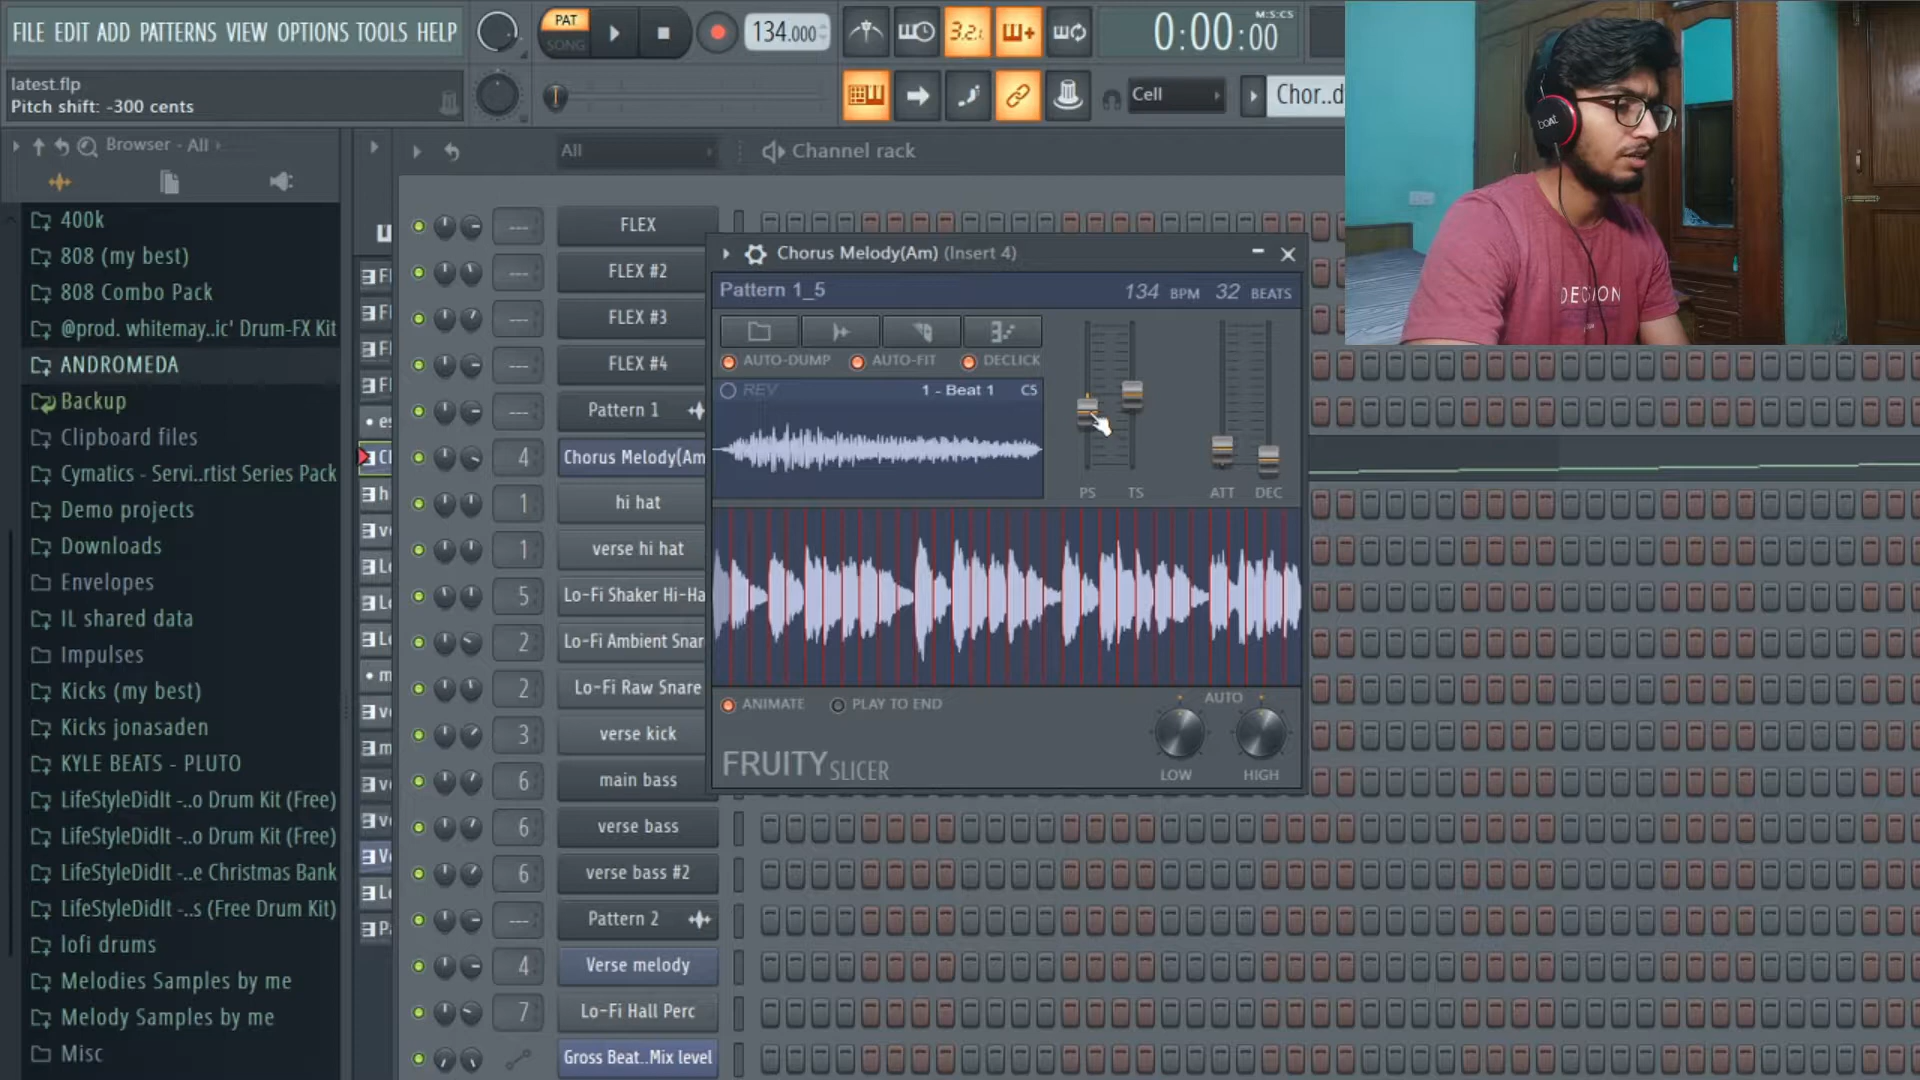 FILE EDIT ADD PATTERNS VIEW OPTIONS TOOLS HELP
PAT
SONG
134.000
3.2.
M:S:CS
0:00:00
latest.flp
Pitch shift: -300 cents
Cell
Chor..d
Browser - All
All
Channel rack
400k
808 (my best)
808 Combo Pack
@prod. whitemay..ic' Drum-FX Kit
ANDROMEDA
Backup
Clipboard files
Cymatics - Servi..rtist Series Pack
Demo projects
Downloads
Envelopes
IL shared data
Impulses
Kicks (my best)
Kicks jonasaden
KYLE BEATS - PLUTO
LifeStyleDidIt -..o Drum Kit (Free)
LifeStyleDidIt -..o Drum Kit (Free)
LifeStyleDidIt -..e Christmas Bank
LifeStyleDidIt -..s (Free Drum Kit)
lofi drums
Melodies Samples by me
Melody Samples by me
Misc
--- FLEX
--- FLEX #2
--- FLEX #3
--- FLEX #4
--- Pattern 1
4 Chorus Melody(Am
1 hi hat
1 verse hi hat
5 Lo-Fi Shaker Hi-Ha
2 Lo-Fi Ambient Snar
2 Lo-Fi Raw Snare
3 verse kick
6 main bass
6 verse bass
6 verse bass #2
--- Pattern 2
4 Verse melody
7 Lo-Fi Hall Perc
Gross Beat..Mix level
Chorus Melody(Am) (Insert 4)
Pattern 1_5
134 BPM 32 BEATS
AUTO-DUMP AUTO-FIT DECLICK
REV 1 - Beat 1 C5
PS TS ATT DEC
ANIMATE PLAY TO END
AUTO
LOW HIGH
FRUITY SLICER
boAt